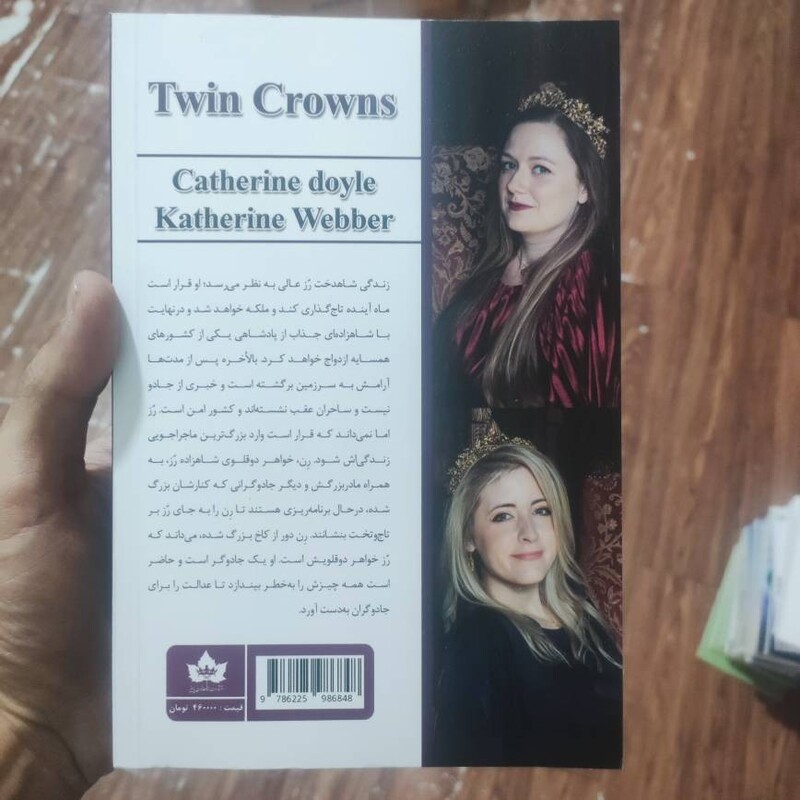 Twin Crowns
Catherine doyle
Katherine Webber
زندگی شاهدخت رُز عالی به نظر می‌رسد؛ او قرار است
ماه آینده تاج‌گذاری کند و ملکه خواهد شد و درنهایت
با شاهزاده‌ای جذاب از پادشاهی یکی از کشورهای
همسایه ازدواج خواهد کرد. بالأخره پس از مدت‌ها
آرامش به سرزمین برگشته است و خبری از جادو
نیست و ساحران عقب نشسته‌اند و کشور امن است. رُز
اما نمی‌داند که قرار است وارد بزرگ‌ترین ماجراجویی
زندگی‌اش شود. رِن، خواهر دوقلوی شاهزاده رُز، به
همراه مادربزرگش و دیگر جادوگرانی که کنارشان بزرگ
شده، درحال برنامه‌ریزی هستند تا رِن را به جای رُز بر
تاج‌وتخت بنشانند. رِن دور از کاخ بزرگ شده، می‌داند که
رُز خواهر دوقلویش است. او یک جادوگر است و حاضر
است همه چیزش را به‌خطر بیندازد تا عدالت را برای
جادوگران به‌دست آورد.
قیمت: ۴۶۰۰۰۰ تومان
9 786225 986848